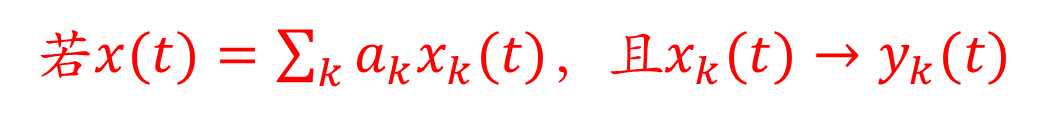 若x(t) = ∑ₖ aₖxₖ(t)，且xₖ(t) → yₖ(t)